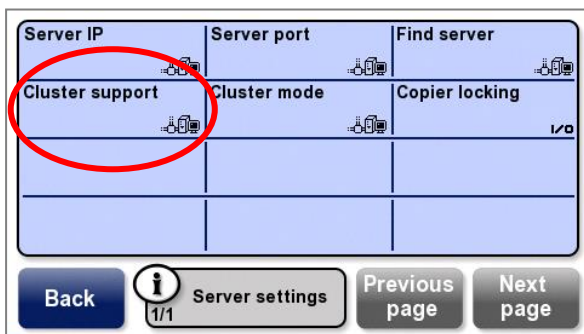 Server IP Server port Find server
Cluster support Cluster mode Copier locking
I/O
Back i 1/1 Server settings Previous page Next page